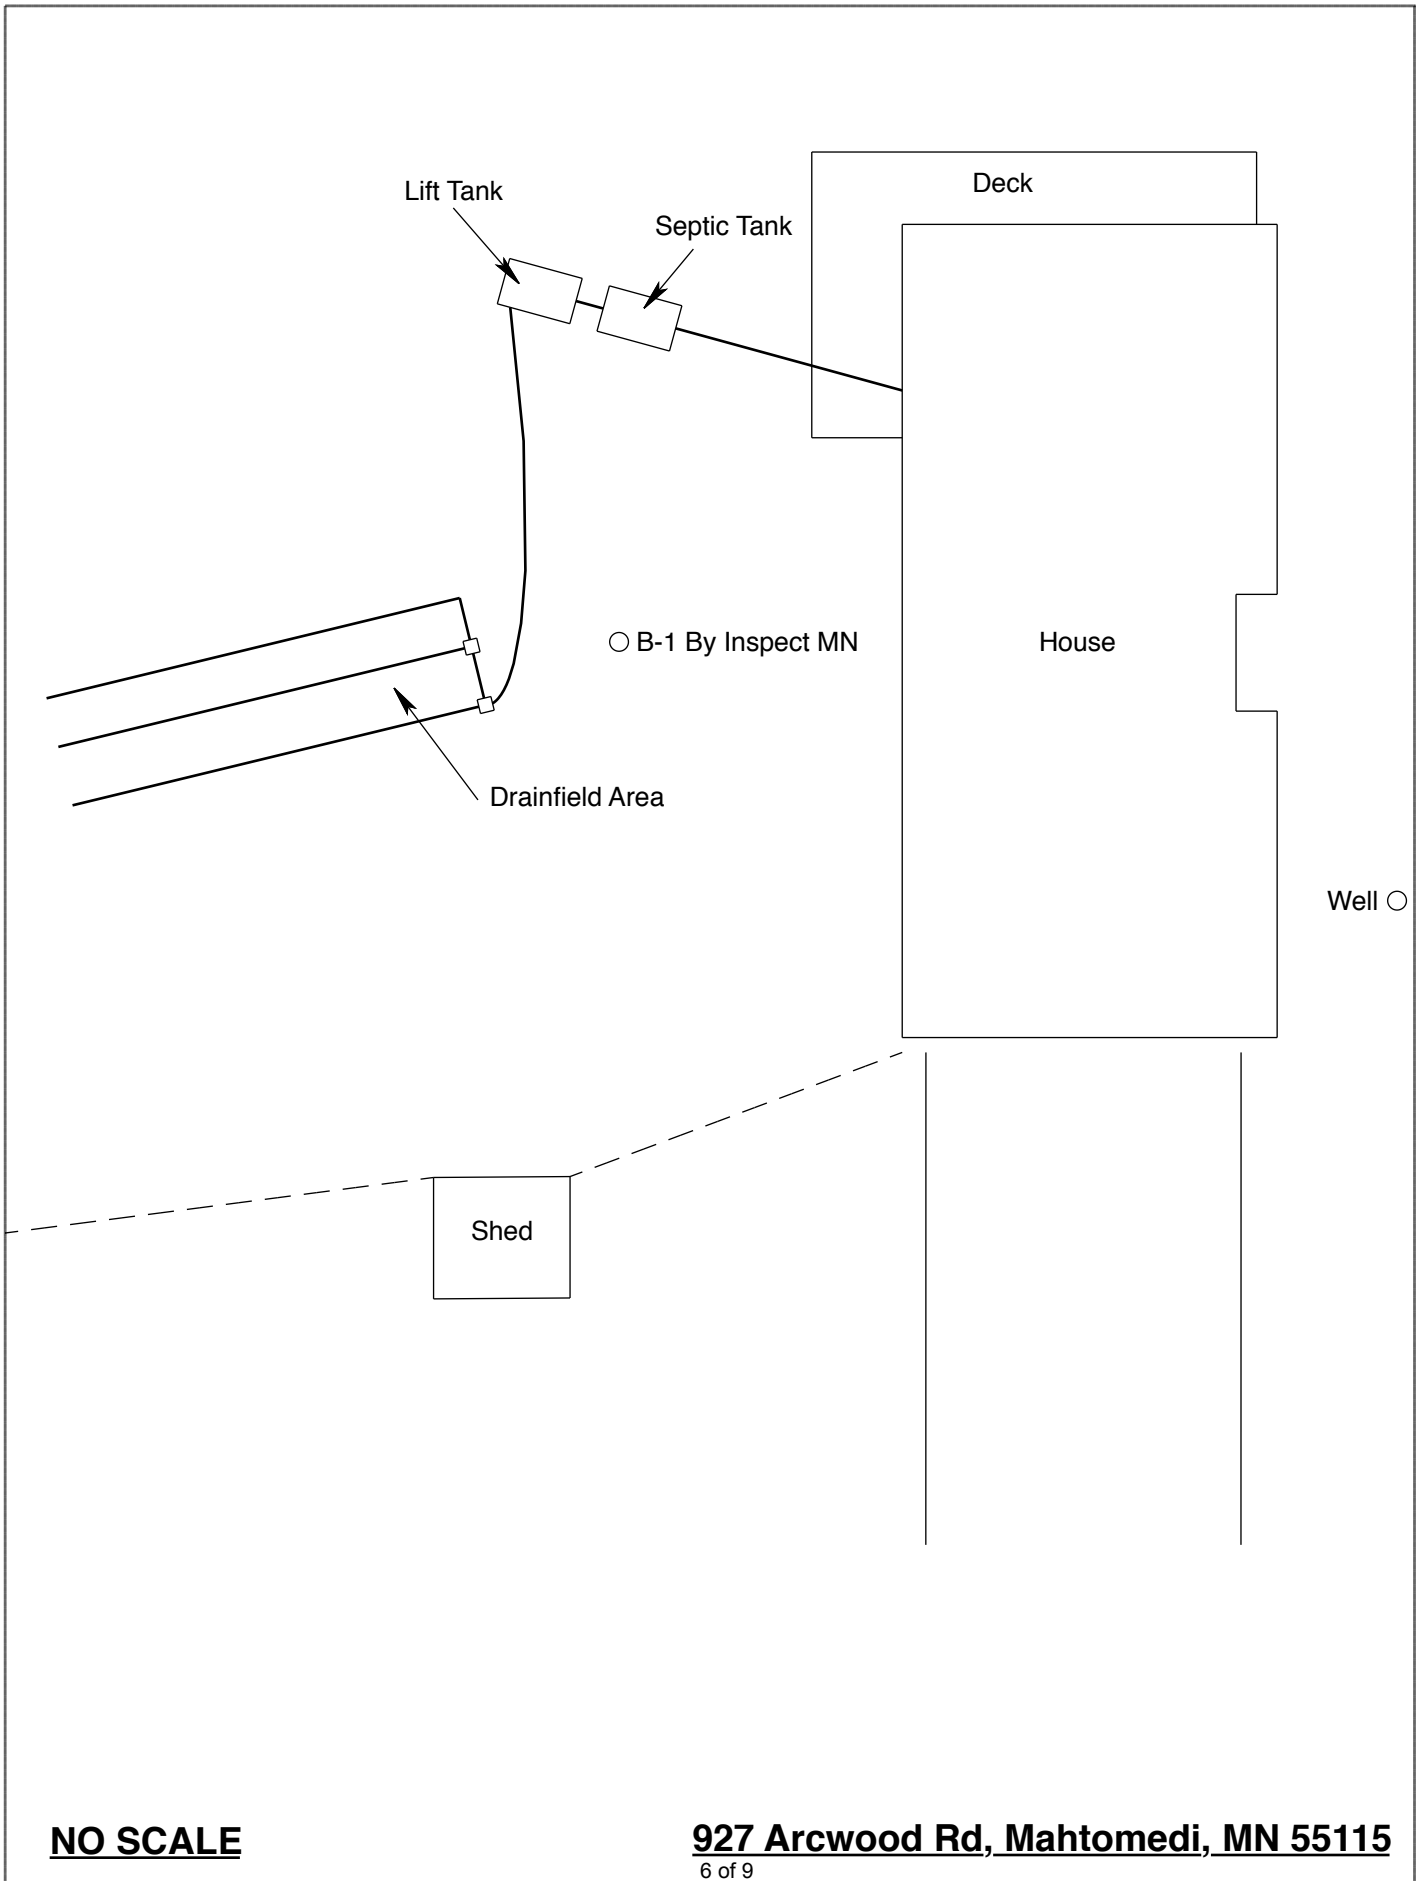 Deck
Lift Tank
Septic Tank
B-1 By Inspect MN
House
Drainfield Area
Well
Shed
NO SCALE
927 Arcwood Rd, Mahtomedi, MN 55115
6 of 9